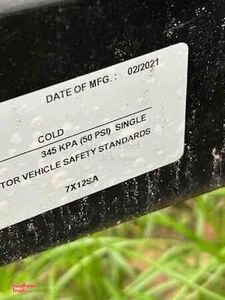 DATE OF MFG.: 02/2021
COLD
345 KPA (50 PSI) SINGLE
TOR VEHICLE SAFETY STANDARDS
7X12SA